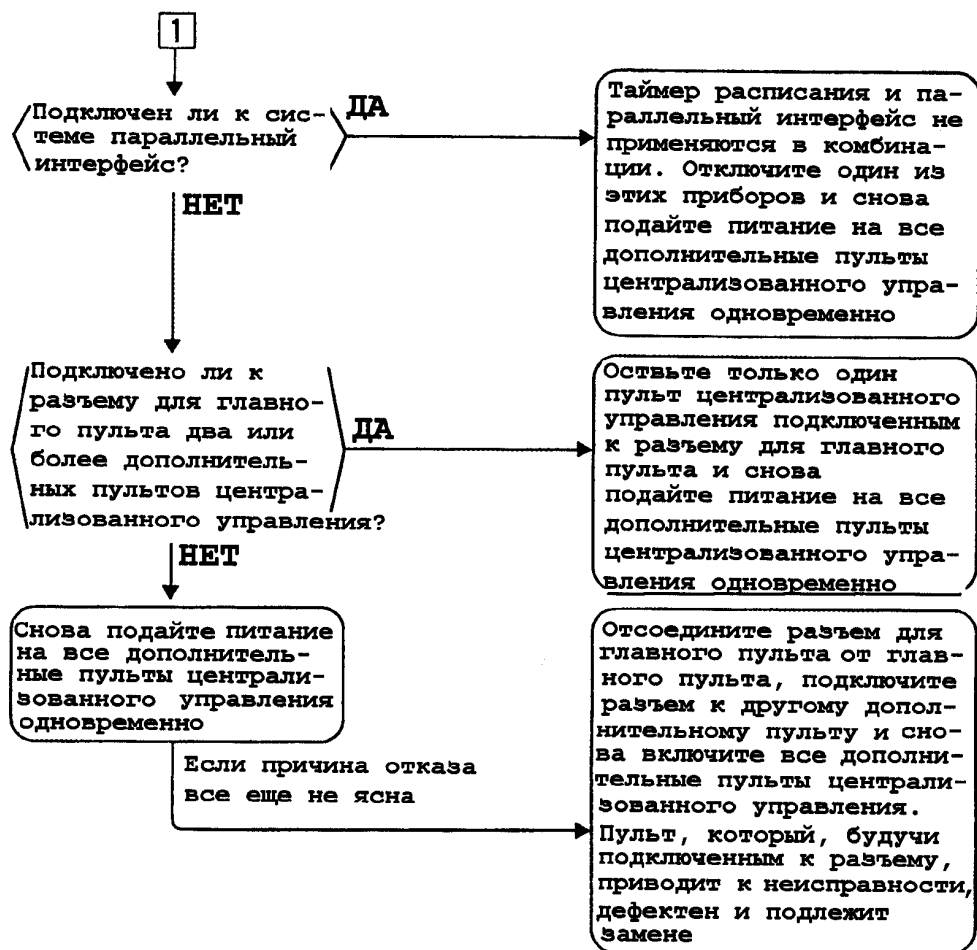 1
Подключен ли к сис-
теме параллельный
интерфейс?
ДА
НЕТ
Таймер расписания и па-
раллельный интерфейс не
применяются в комбина-
ции. Отключите один из
этих приборов и снова
подайте питание на все
дополнительные пульты
централизованного упра-
вления одновременно
Подключено ли к
разъему для главно-
го пульта два или
более дополнитель-
ных пультов центра-
лизованного управления?
ДА
НЕТ
Оствьте только один
пульт централизованного
управления подключенным
к разъему для главного
пульта и снова
подайте питание на все
дополнительные пульты
централизованного упра-
вления одновременно
Снова подайте питание
на все дополнитель-
ные пульты централи-
зованного управления
одновременно
Если причина отказа
все еще не ясна
Отсоедините разъем для
главного пульта от глав-
ного пульта, подключите
разъем к другому допол-
нительному пульту и сно-
ва включите все дополни-
тельные пульты централи-
зованного управления.
Пульт, который, будучи
подключенным к разъему,
приводит к неисправности,
дефектен и подлежит
замене